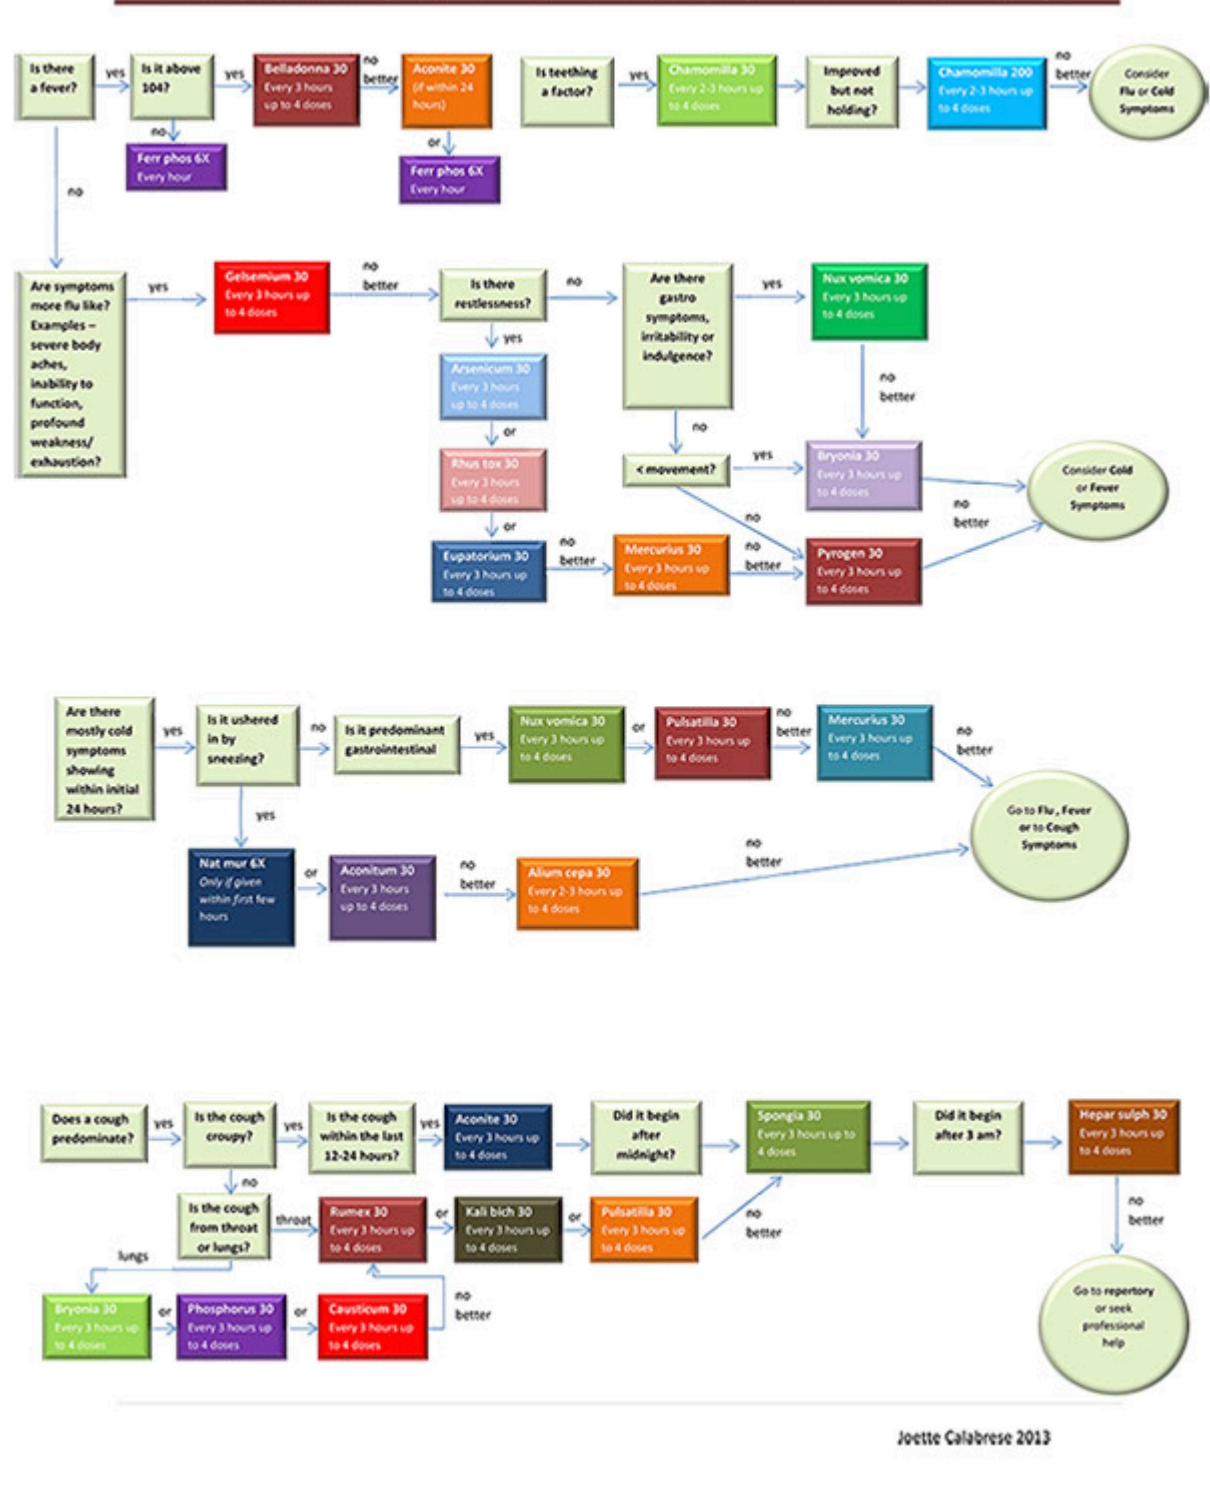 Is there
a fever?
yes
Is it above
104?
yes
Belladonna 30
Every 3 hours
up to 4 doses
no
better
Aconite 30
(if within 24
hours)
no
Ferr phos 6X
Every hour
or
Ferr phos 6X
Every hour
Is teething
a factor?
yes
Chamomilla 30
Every 2-3 hours up
to 4 doses
Improved
but not
holding?
Chamomilla 200
Every 2-3 hours up
to 4 doses
no
better
Consider
Flu or Cold
Symptoms
no
Are symptoms
more flu like?
Examples –
severe body
aches,
inability to
function,
profound
weakness/
exhaustion?
yes
Gelsemium 30
Every 3 hours up
to 4 doses
no
better
Is there
restlessness?
no
Are there
gastro
symptoms,
irritability or
indulgence?
yes
Nux vomica 30
Every 3 hours up
to 4 doses
yes
Arsenicum 30
Every 3 hours
up to 4 doses
or
Rhus tox 30
Every 3 hours
up to 4 doses
or
Eupatorium 30
Every 3 hours up
to 4 doses
no
better
Mercurius 30
Every 3 hours up
to 4 doses
no
better
no
< movement?
yes
no
no
better
Bryonia 30
Every 3 hours up
to 4 doses
Pyrogen 30
Every 3 hours up
to 4 doses
no
better
Consider Cold
or Fever
Symptoms
Are there
mostly cold
symptoms
showing
within initial
24 hours?
yes
Is it ushered
in by
sneezing?
no
Is it predominant
gastrointestinal
yes
Nux vomica 30
Every 3 hours up
to 4 doses
or
Pulsatilla 30
Every 3 hours up
to 4 doses
no
better
Mercurius 30
Every 3 hours up
to 4 doses
no
better
Go to Flu , Fever
or to Cough
Symptoms
yes
Nat mur 6X
Only if given
within first few
hours
or
Aconitum 30
Every 3 hours
up to 4 doses
no
better
Alium cepa 30
Every 2-3 hours up
to 4 doses
no
better
Does a cough
predominate?
yes
Is the cough
croupy?
yes
Is the cough
within the last
12-24 hours?
yes
Aconite 30
Every 3 hours up
to 4 doses
Did it begin
after
midnight?
Spongia 30
Every 3 hours up to
4 doses
Did it begin
after 3 am?
Hepar sulph 30
Every 3 hours up
to 4 doses
no
Is the cough
from throat
or lungs?
throat
Rumex 30
Every 3 hours up
to 4 doses
or
Kali bich 30
Every 3 hours up
to 4 doses
or
Pulsatilla 30
Every 3 hours up
to 4 doses
no
better
no
better
lungs
Bryonia 30
Every 3 hours up
to 4 doses
or
Phosphorus 30
Every 3 hours up
to 4 doses
or
Causticum 30
Every 3 hours up
to 4 doses
no
better
Go to repertory
or seek
professional
help
Joette Calabrese 2013